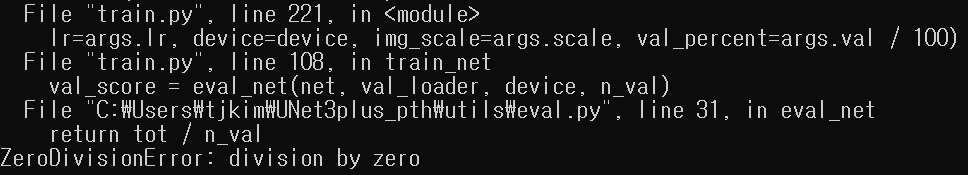 File "train.py", line 221, in <module>
lr=args.lr, device=device, img_scale=args.scale, val_percent=args.val / 100)
File "train.py", line 108, in train_net
val_score = eval_net(net, val_loader, device, n_val)
File "C:₩Users₩tjkim₩UNet3plus_pth₩utils₩eval.py", line 31, in eval_net
return tot / n_val
ZeroDivisionError: division by zero